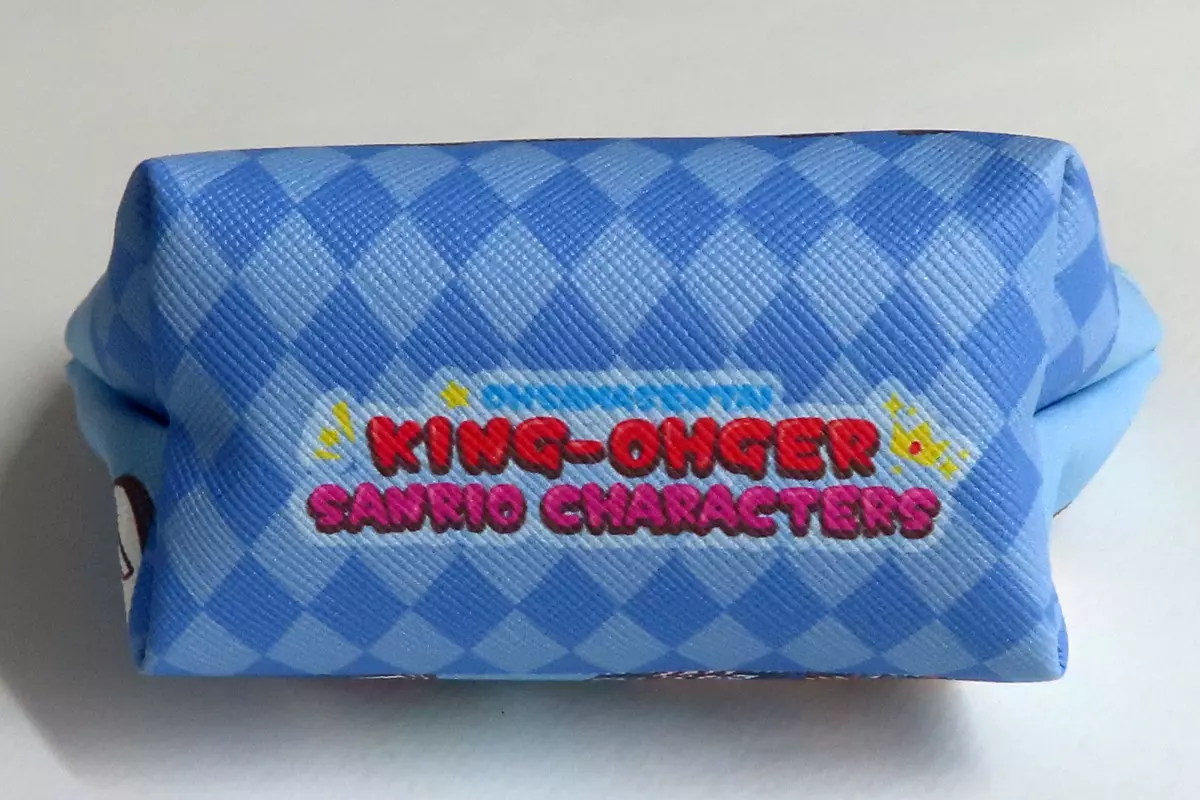 OHSAMASENTAI
KING-OHGER
SANRIO CHARACTERS